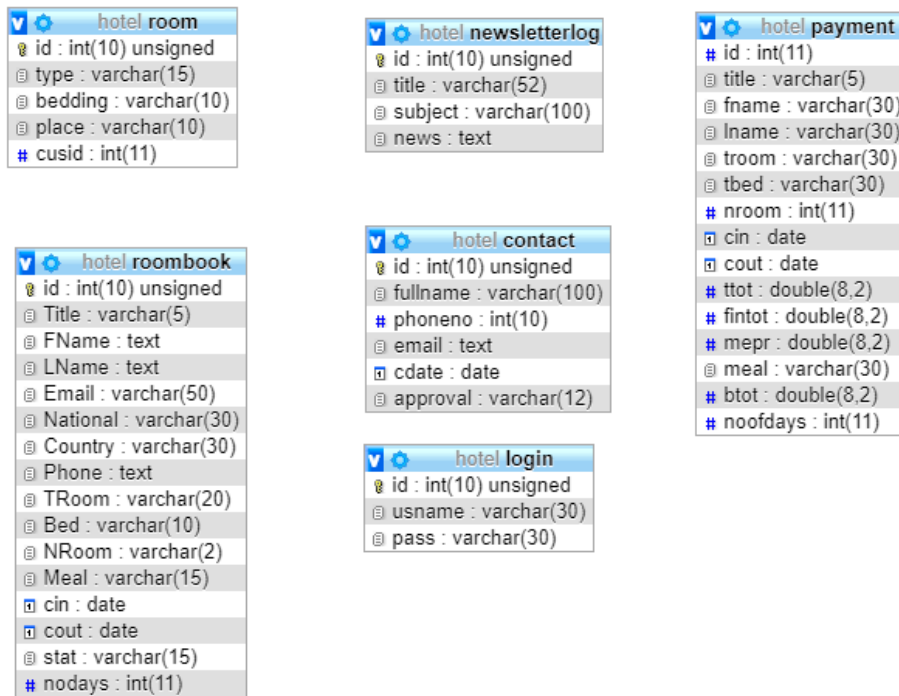 hotel room
id : int(10) unsigned
type : varchar(15)
bedding : varchar(10)
place : varchar(10)
# cusid : int(11)
hotel roombook
id : int(10) unsigned
Title : varchar(5)
FName : text
LName : text
Email : varchar(50)
National : varchar(30)
Country : varchar(30)
Phone : text
TRoom : varchar(20)
Bed : varchar(10)
NRoom : varchar(2)
Meal : varchar(15)
cin : date
cout : date
stat : varchar(15)
# nodays : int(11)
hotel newsletterlog
id : int(10) unsigned
title : varchar(52)
subject : varchar(100)
news : text
hotel contact
id : int(10) unsigned
fullname : varchar(100)
# phoneno : int(10)
email : text
cdate : date
approval : varchar(12)
hotel login
id : int(10) unsigned
usname : varchar(30)
pass : varchar(30)
hotel payment
# id : int(11)
title : varchar(5)
fname : varchar(30)
lname : varchar(30)
troom : varchar(30)
tbed : varchar(30)
# nroom : int(11)
cin : date
cout : date
# ttot : double(8,2)
# fintot : double(8,2)
# mepr : double(8,2)
meal : varchar(30)
# btot : double(8,2)
# noofdays : int(11)